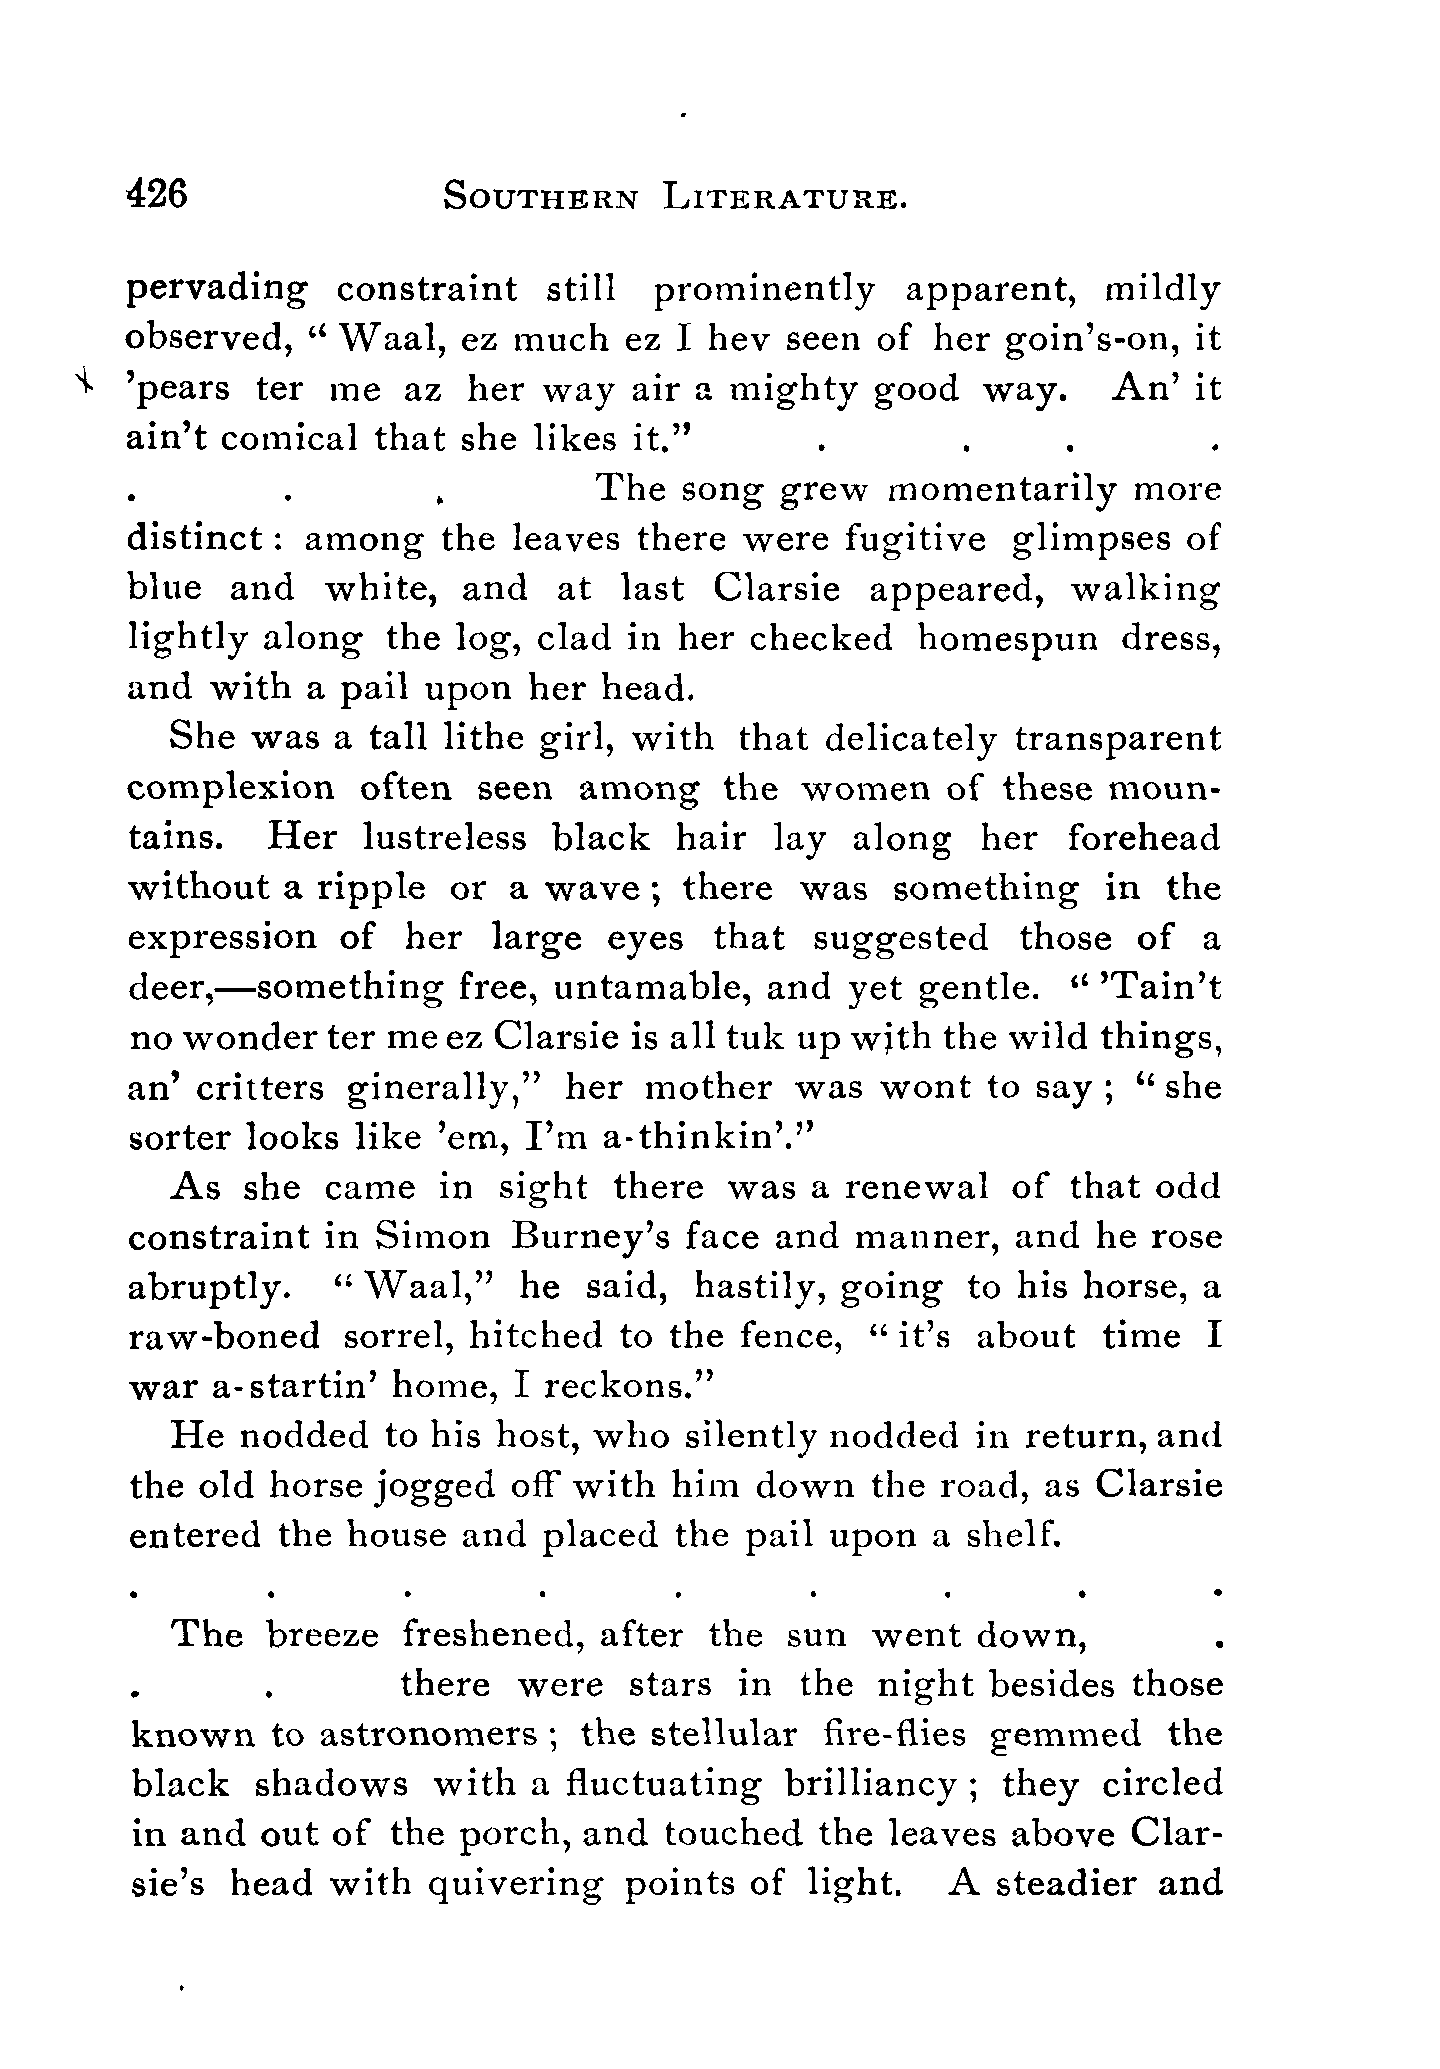 426 SOUTHERN LITERATURE.
pervading constraint still prominently apparent, mildly
observed, “ Waal, ez much ez I hev seen of her goin's-on, it
'pears ter me az her way air a mighty good way. An' it
ain't comical that she likes it.” . . . .
. . . The song grew momentarily more
distinct : among the leaves there were fugitive glimpses of
blue and white, and at last Clarsie appeared, walking
lightly along the log, clad in her checked homespun dress,
and with a pail upon her head.
She was a tall lithe girl, with that delicately transparent
complexion often seen among the women of these moun-
tains. Her lustreless black hair lay along her forehead
without a ripple or a wave ; there was something in the
expression of her large eyes that suggested those of a
deer,—something free, untamable, and yet gentle. “ 'Tain't
no wonder ter me ez Clarsie is all tuk up with the wild things,
an' critters ginerally,” her mother was wont to say ; “ she
sorter looks like 'em, I'm a-thinkin'.”
As she came in sight there was a renewal of that odd
constraint in Simon Burney's face and manner, and he rose
abruptly. “ Waal,” he said, hastily, going to his horse, a
raw-boned sorrel, hitched to the fence, “ it's about time I
war a-startin' home, I reckons.”
He nodded to his host, who silently nodded in return, and
the old horse jogged off with him down the road, as Clarsie
entered the house and placed the pail upon a shelf.
. . . . . . . . .
The breeze freshened, after the sun went down, .
. . there were stars in the night besides those
known to astronomers ; the stellular fire-flies gemmed the
black shadows with a fluctuating brilliancy ; they circled
in and out of the porch, and touched the leaves above Clar-
sie's head with quivering points of light. A steadier and